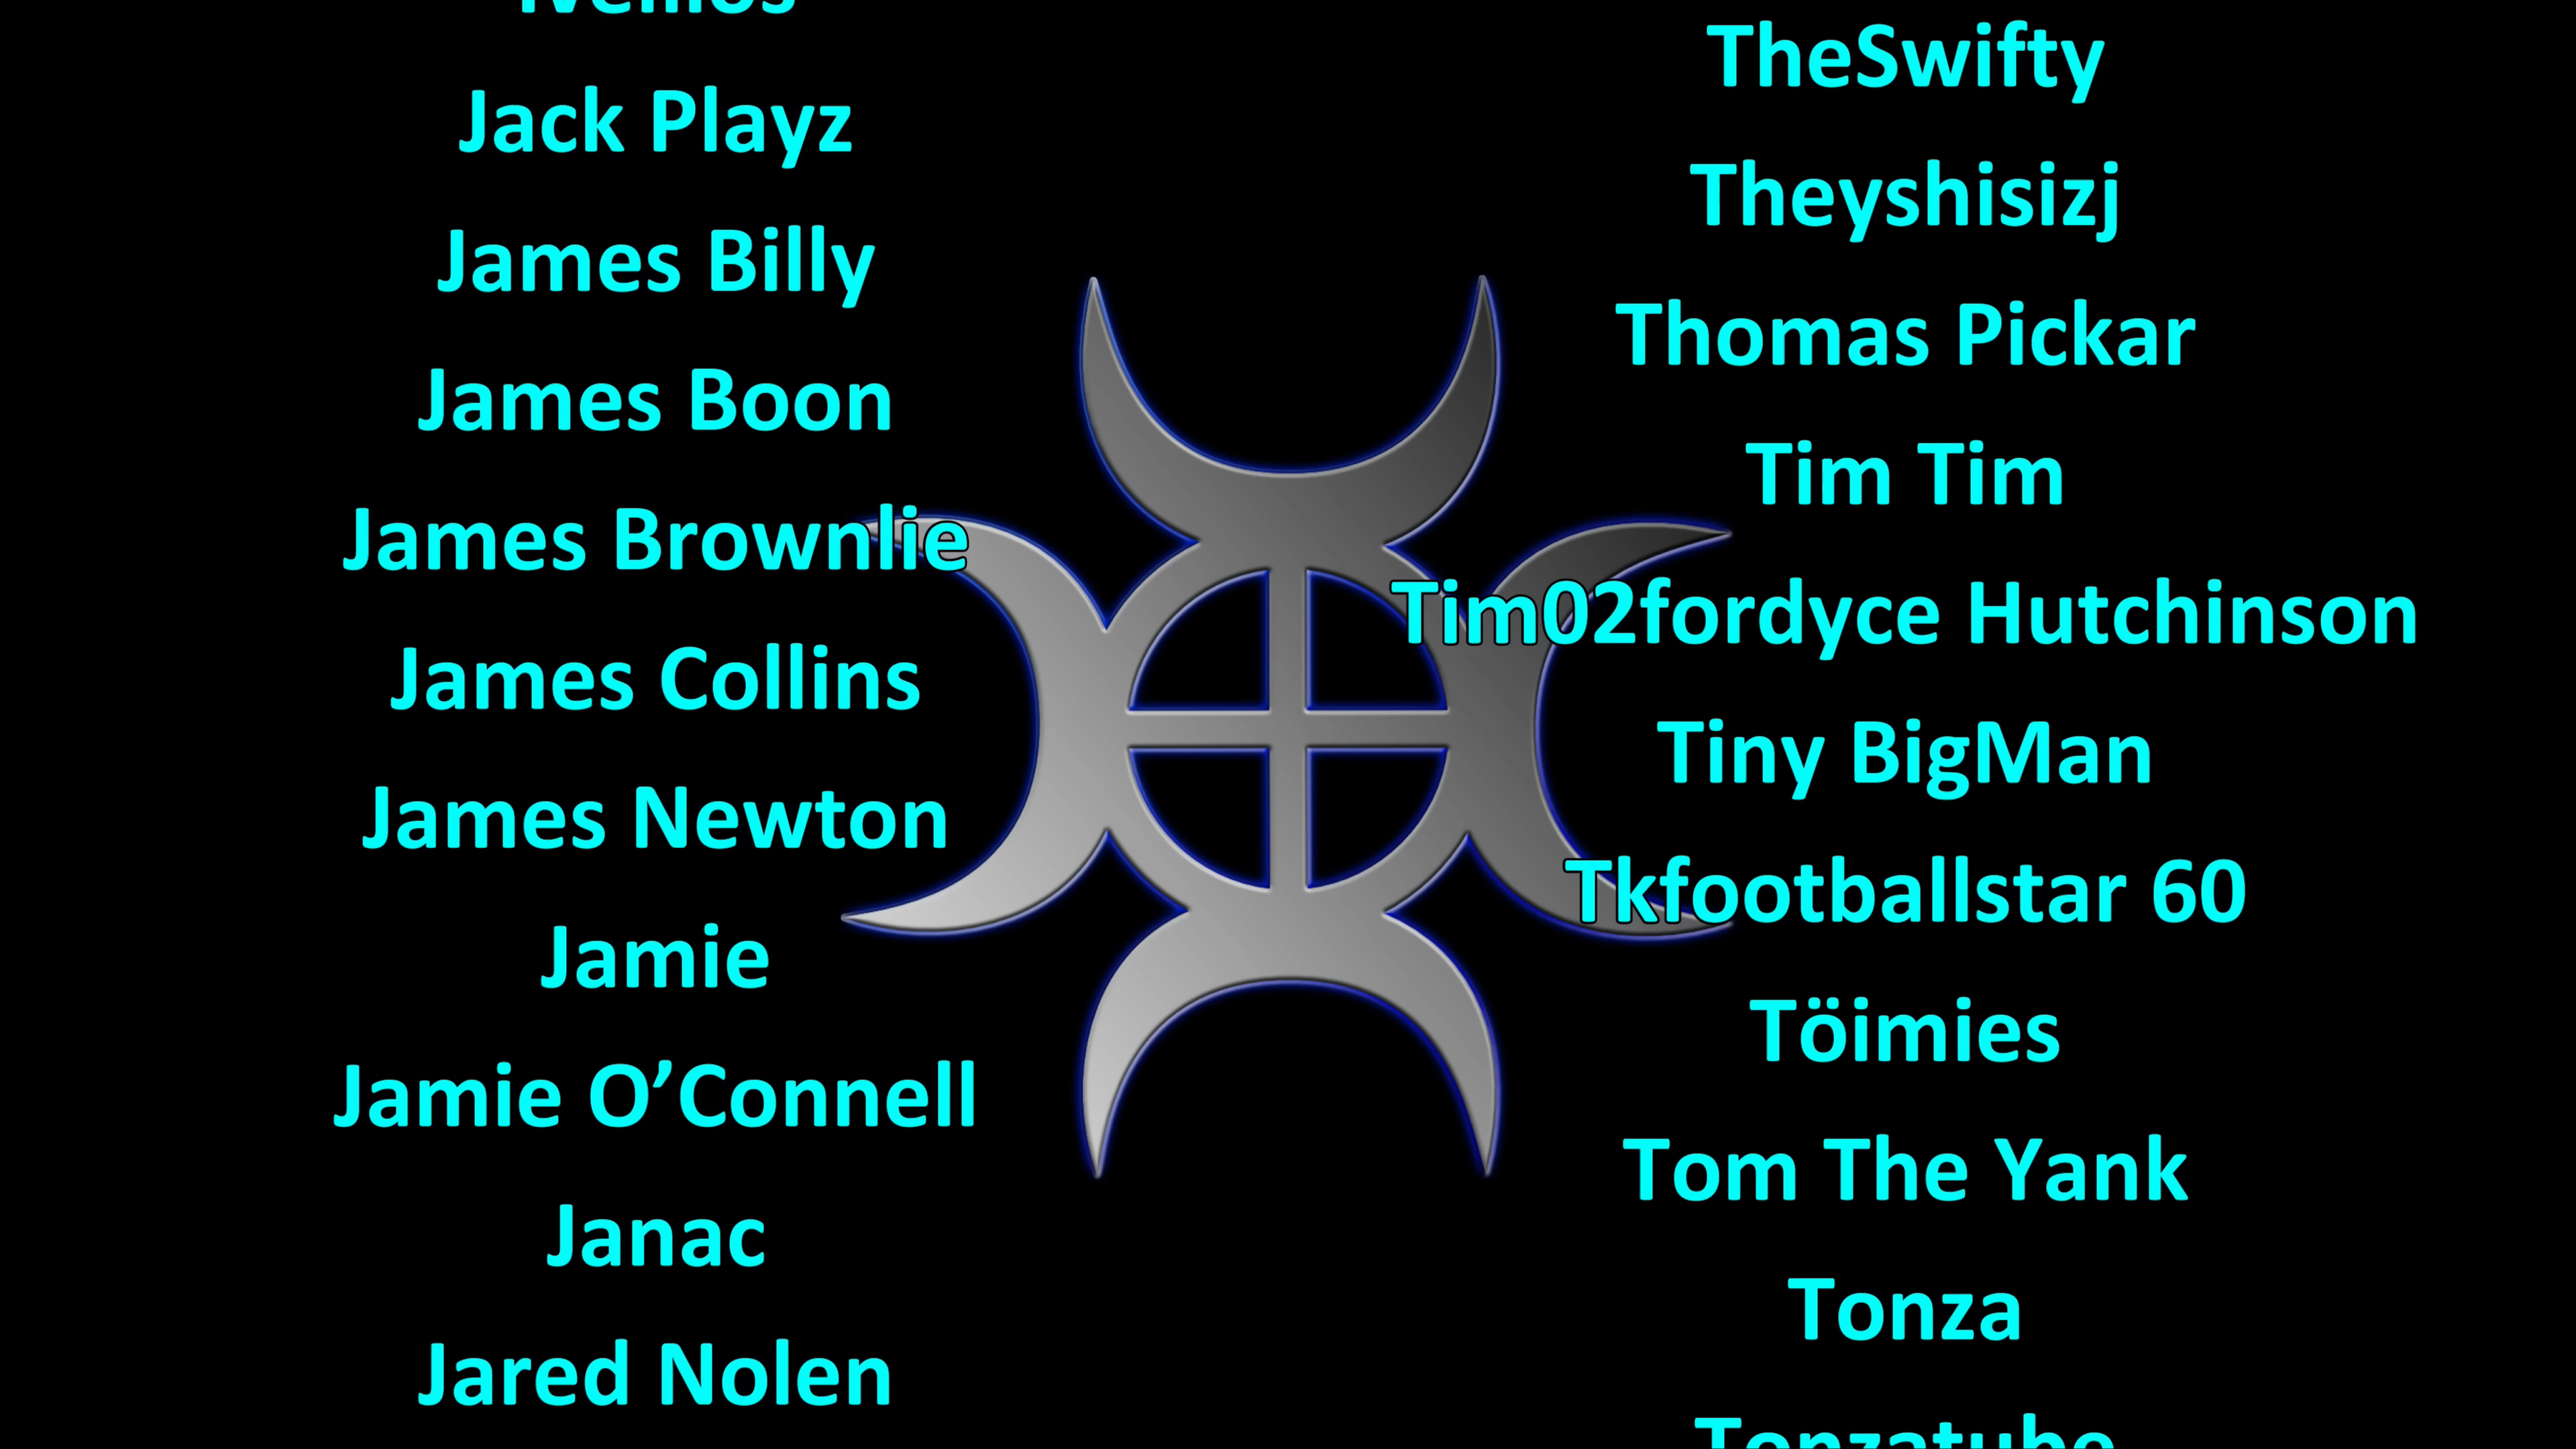 Jack Playz
James Billy
James Boon
James Brownlie
James Collins
James Newton
Jamie
Jamie O’Connell
Janac
Jared Nolen
TheSwifty
Theyshisizj
Thomas Pickar
Tim Tim
Tim02fordyce Hutchinson
Tiny BigMan
Tkfootballstar 60
Töimies
Tom The Yank
Tonza
Tonzatube